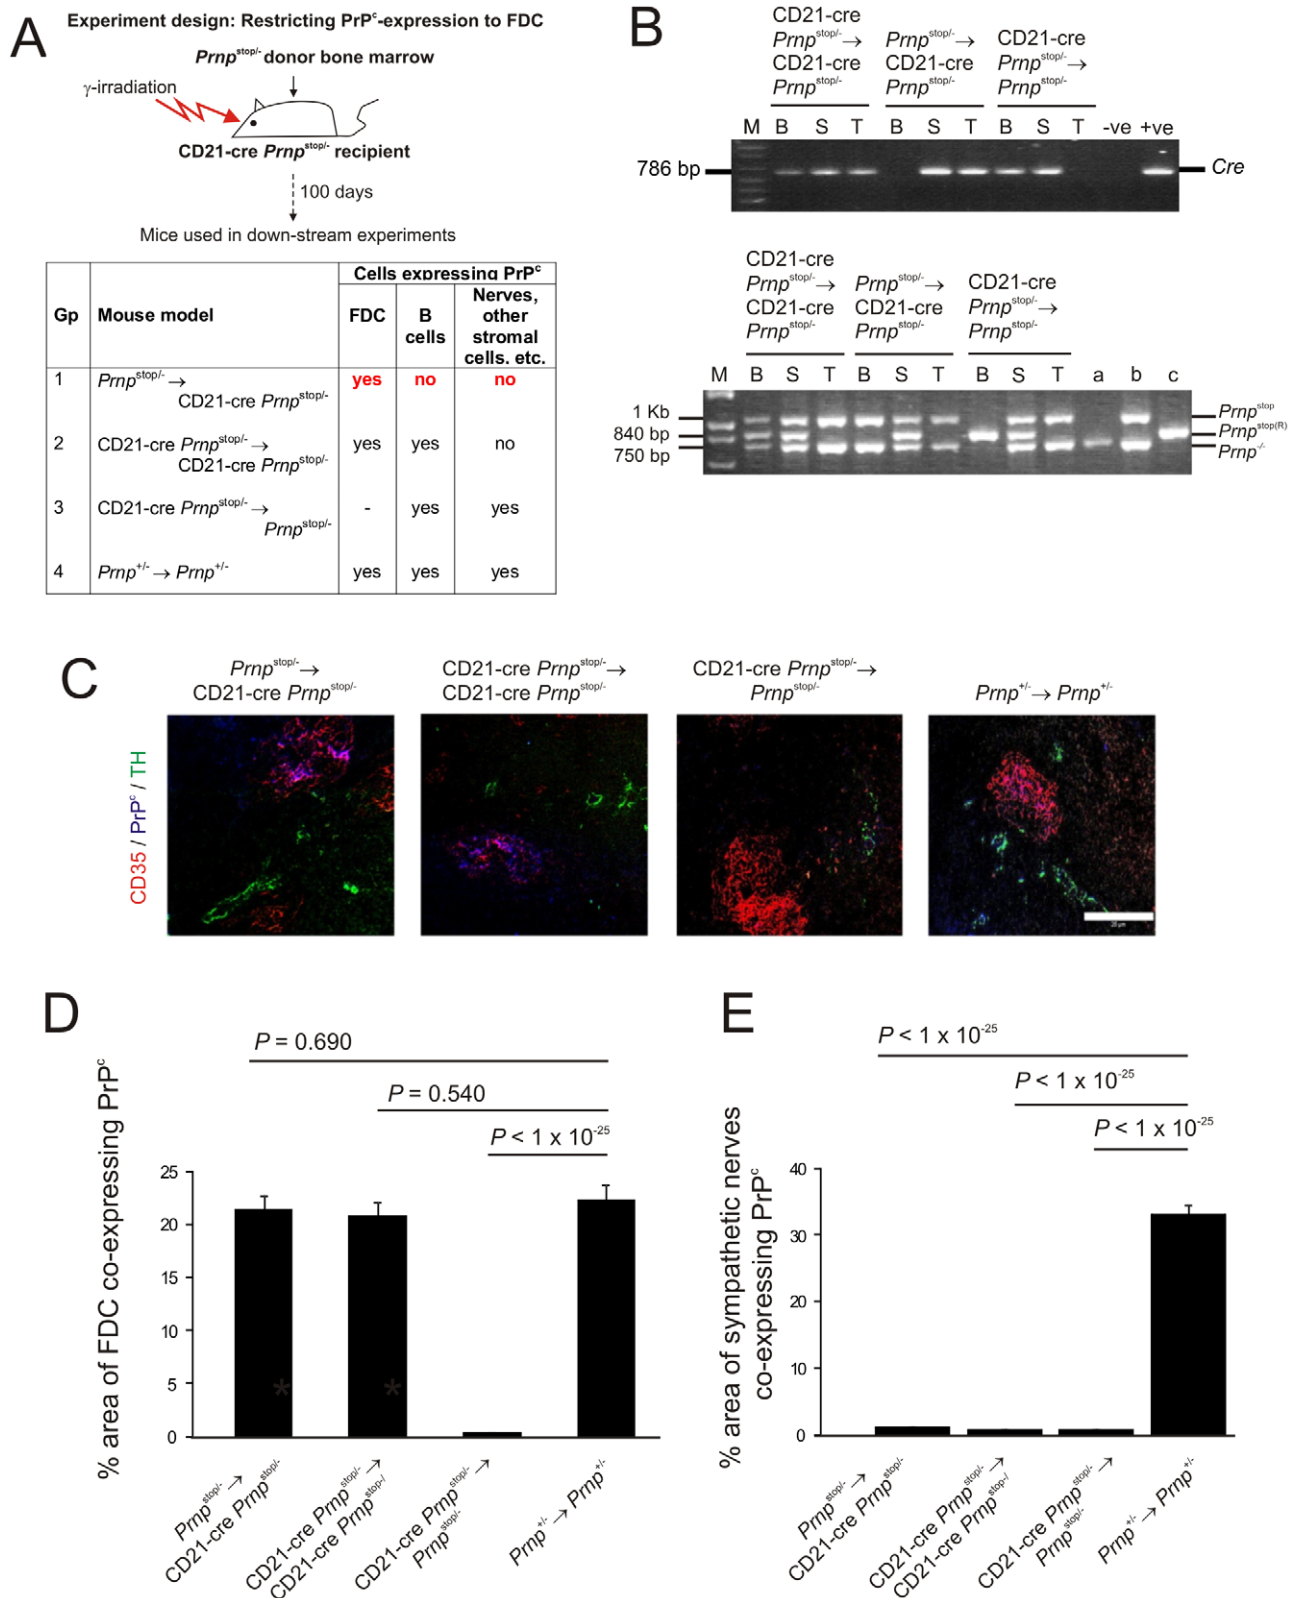 A
Experiment design: Restricting PrPᶜ-expression to FDC
Prnpˢᵗᵒᵖ/⁻ donor bone marrow
γ-irradiation
CD21-cre Prnpˢᵗᵒᵖ/⁻ recipient
100 days
Mice used in down-stream experiments
Gp Mouse model Cells expressing PrPᶜ
FDC B cells Nerves, other stromal cells. etc.
1 Prnpˢᵗᵒᵖ/⁻ → CD21-cre Prnpˢᵗᵒᵖ/⁻ yes no no
2 CD21-cre Prnpˢᵗᵒᵖ/⁻ → CD21-cre Prnpˢᵗᵒᵖ/⁻ yes yes no
3 CD21-cre Prnpˢᵗᵒᵖ/⁻ → Prnpˢᵗᵒᵖ/⁻ - yes yes
4 Prnp⁺/⁻ → Prnp⁺/⁻ yes yes yes
B
CD21-cre
Prnpˢᵗᵒᵖ/⁻ →
CD21-cre
Prnpˢᵗᵒᵖ/⁻
Prnpˢᵗᵒᵖ/⁻ →
CD21-cre
Prnpˢᵗᵒᵖ/⁻
CD21-cre
Prnpˢᵗᵒᵖ/⁻ →
Prnpˢᵗᵒᵖ/⁻
M B S T B S T B S T -ve +ve
786 bp
Cre
CD21-cre
Prnpˢᵗᵒᵖ/⁻ →
CD21-cre
Prnpˢᵗᵒᵖ/⁻
Prnpˢᵗᵒᵖ/⁻ →
CD21-cre
Prnpˢᵗᵒᵖ/⁻
CD21-cre
Prnpˢᵗᵒᵖ/⁻ →
Prnpˢᵗᵒᵖ/⁻
M B S T B S T B S T a b c
1 Kb
840 bp
750 bp
Prnpˢᵗᵒᵖ
Prnpˢᵗᵒᵖ⁽ᴿ⁾
Prnp⁻/⁻
C
Prnpˢᵗᵒᵖ/⁻ →
CD21-cre Prnpˢᵗᵒᵖ/⁻
CD21-cre Prnpˢᵗᵒᵖ/⁻ →
CD21-cre Prnpˢᵗᵒᵖ/⁻
CD21-cre Prnpˢᵗᵒᵖ/⁻ →
Prnpˢᵗᵒᵖ/⁻
Prnp⁺/⁻ → Prnp⁺/⁻
CD35 / PrPᶜ / TH
D
P = 0.690
P = 0.540
P < 1 x 10⁻²⁵
% area of FDC co-expressing PrPᶜ
25
20
15
10
5
0
*
*
Prnpˢᵗᵒᵖ/⁻ →
CD21-cre Prnpˢᵗᵒᵖ/⁻
CD21-cre Prnpˢᵗᵒᵖ/⁻ →
CD21-cre Prnpˢᵗᵒᵖ⁻/
CD21-cre Prnpˢᵗᵒᵖ/⁻ →
Prnpˢᵗᵒᵖ/⁻
Prnp⁺/⁻ → Prnp⁺/⁻
E
P < 1 x 10⁻²⁵
P < 1 x 10⁻²⁵
P < 1 x 10⁻²⁵
% area of sympathetic nerves
co-expressing PrPᶜ
40
30
20
10
0
Prnpˢᵗᵒᵖ/⁻ →
CD21-cre Prnpˢᵗᵒᵖ/⁻
CD21-cre Prnpˢᵗᵒᵖ/⁻ →
CD21-cre Prnpˢᵗᵒᵖ⁻/
CD21-cre Prnpˢᵗᵒᵖ/⁻ →
Prnpˢᵗᵒᵖ/⁻
Prnp⁺/⁻ → Prnp⁺/⁻